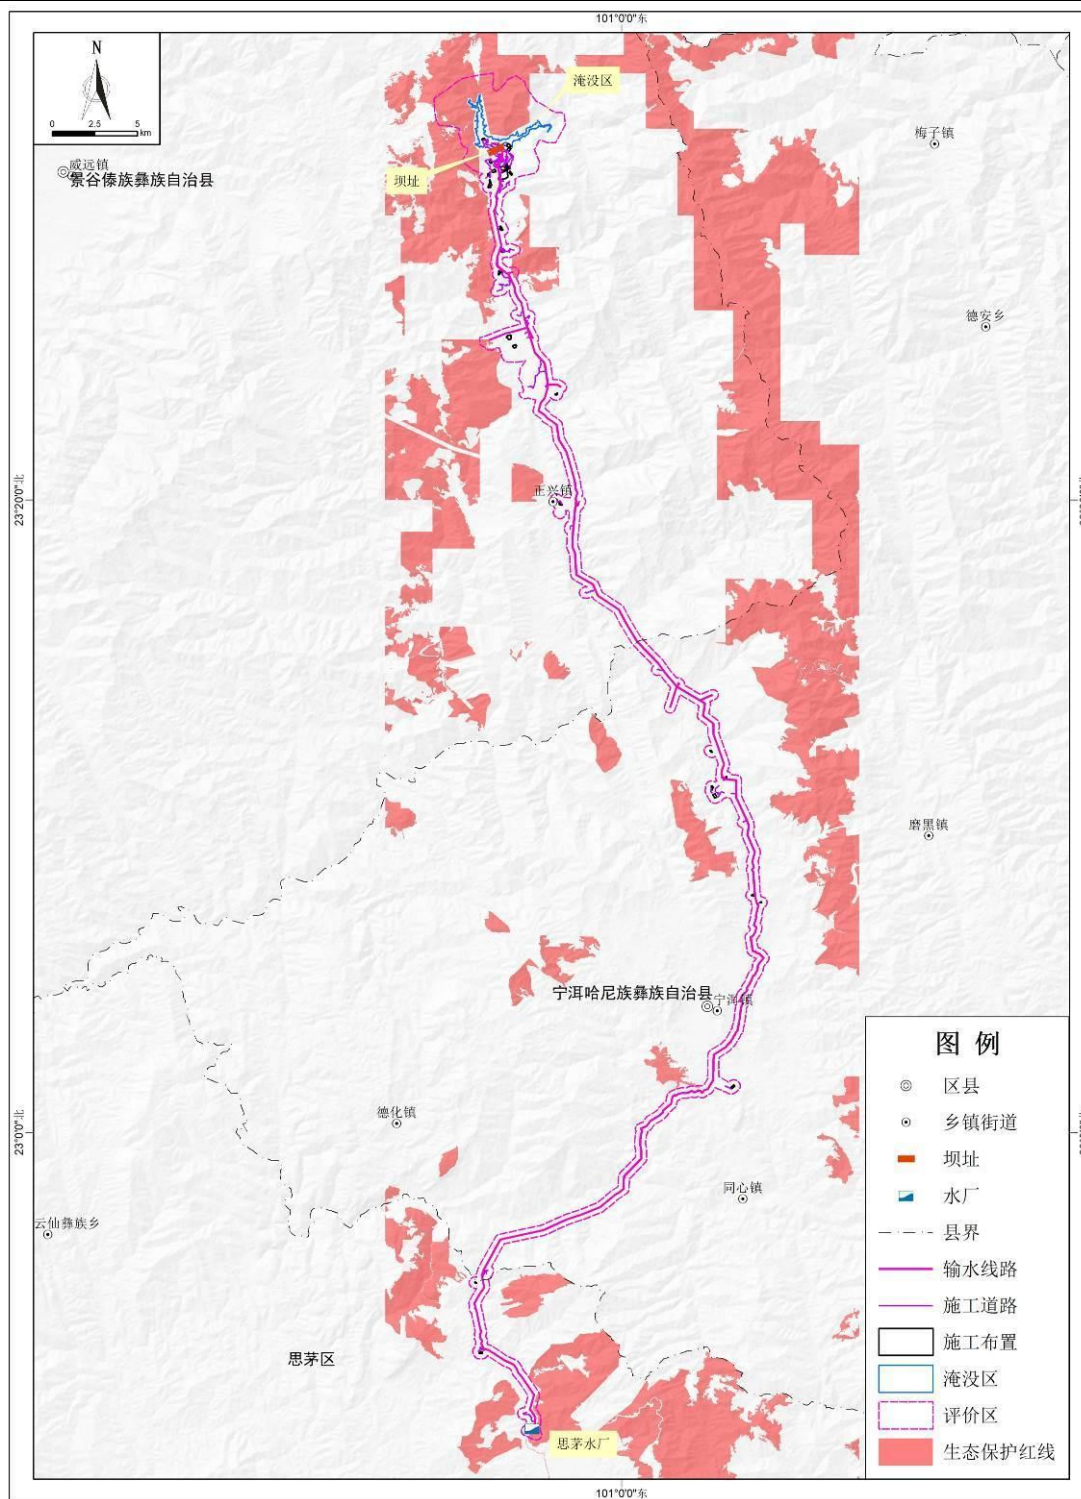 101°0'0"东
N
0 2.5 5
km
淹没区
梅子镇
威远镇
景谷傣族彝族自治县
坝址
德安乡
23°20'0"北
正兴镇
磨黑镇
宁洱哈尼族彝族自治县
宁洱镇
德化镇
23°0'0"北
同心镇
云仙彝族乡
思茅区
思茅水厂
图 例
区县
乡镇街道
坝址
水厂
县界
输水线路
施工道路
施工布置
淹没区
评价区
生态保护红线
101°0'0"东